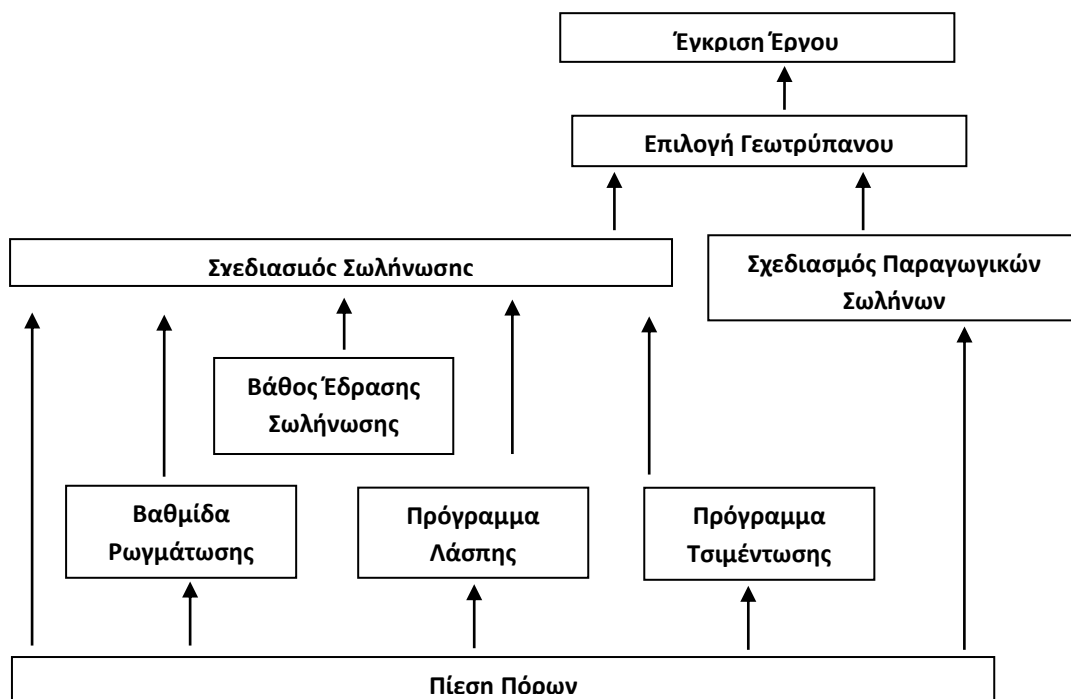 Έγκριση Έργου
Επιλογή Γεωτρύπανου
Σχεδιασμός Σωλήνωσης
Σχεδιασμός Παραγωγικών
Σωλήνων
Βάθος Έδρασης
Σωλήνωσης
Βαθμίδα
Ρωγμάτωσης
Πρόγραμμα
Λάσπης
Πρόγραμμα
Τσιμέντωσης
Πίεση Πόρων